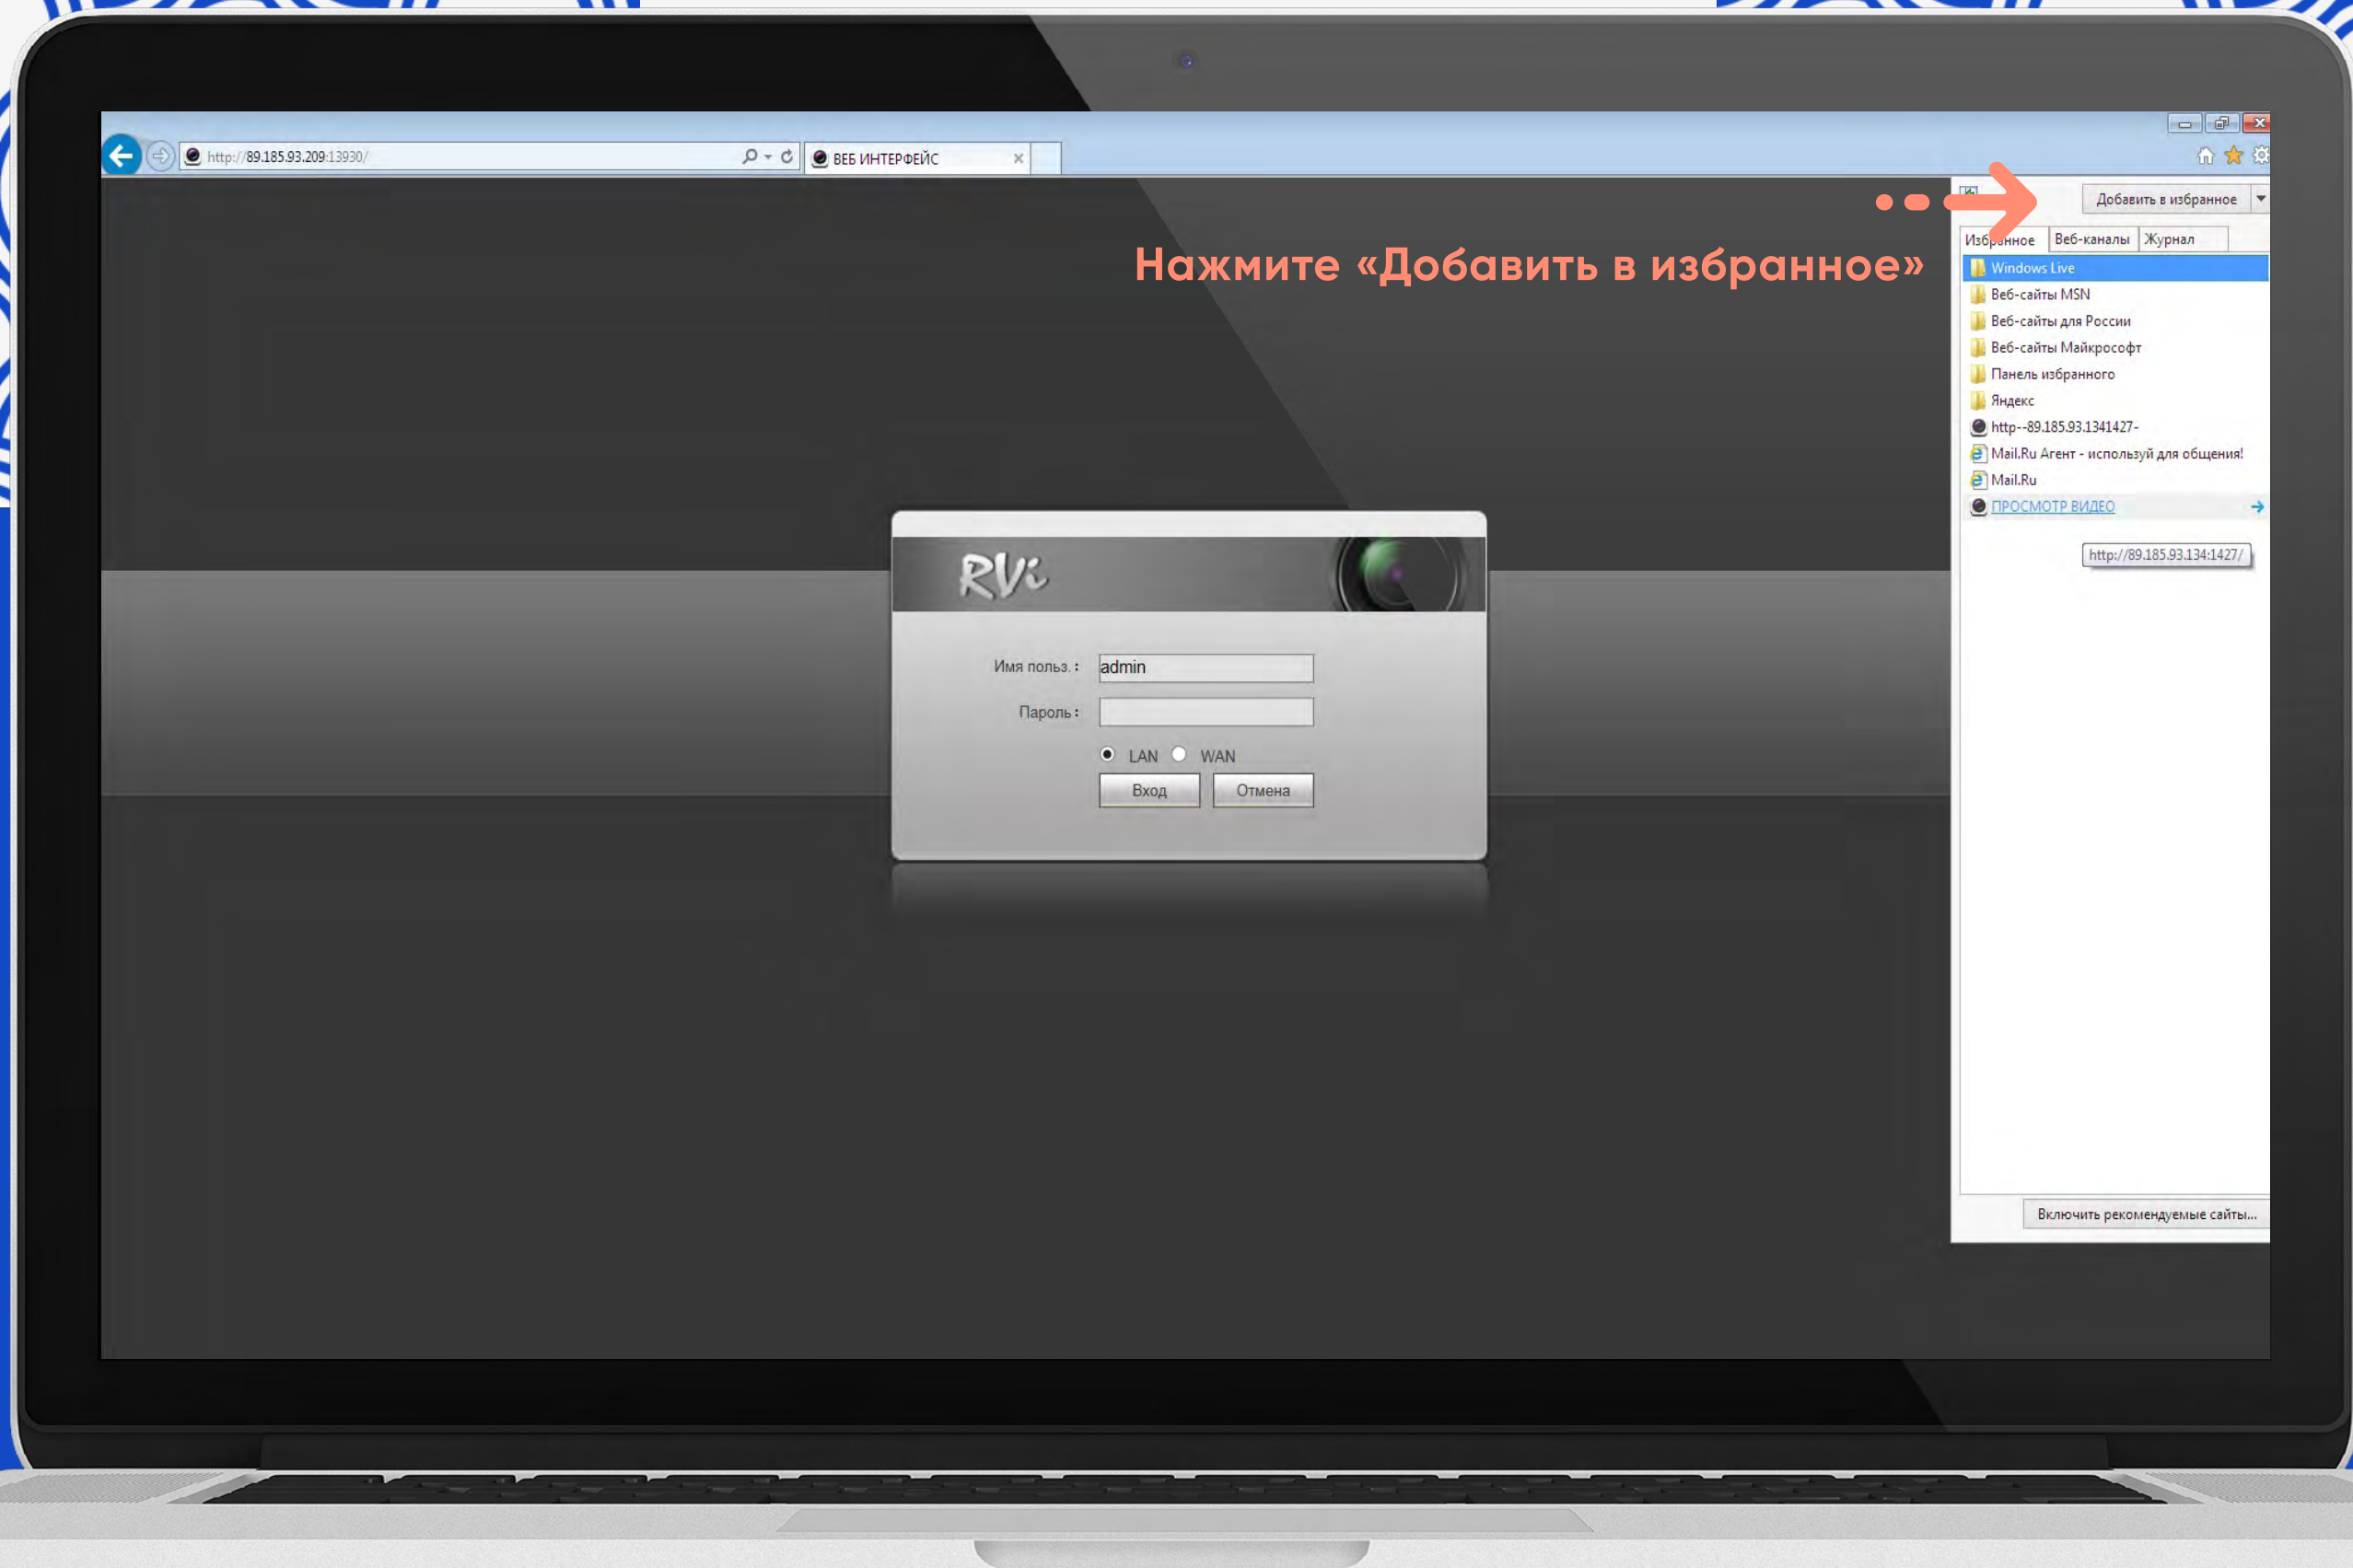 http://89.185.93.209:13930/
ВЕБ ИНТЕРФЕЙС
Добавить в избранное
Нажмите «Добавить в избранное»
Избранное Веб-каналы Журнал
Windows Live
Веб-сайты MSN
Веб-сайты для России
Веб-сайты Майкрософт
Панель избранного
Яндекс
http--89.185.93.1341427-
Mail.Ru Агент - используй для общения!
Mail.Ru
ПРОСМОТР ВИДЕО
http://89.185.93.134:1427/
RVi
Имя польз.: admin
Пароль:
LAN WAN
Вход Отмена
Включить рекомендуемые сайты...